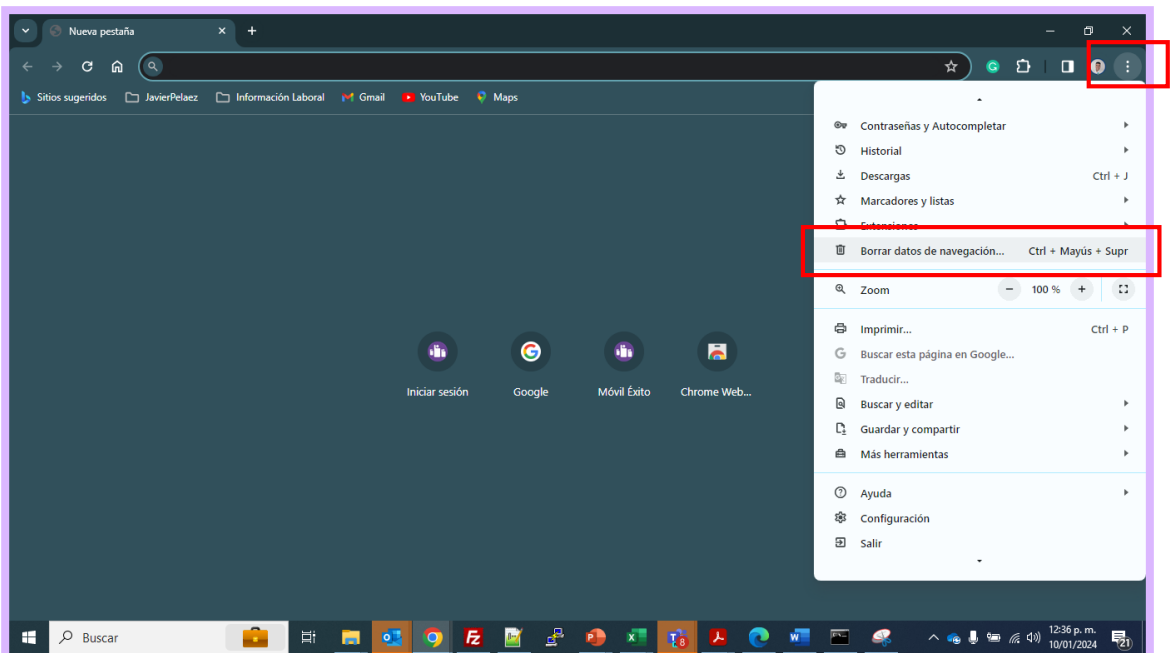 Nueva pestaña
Sitios sugeridos JavierPelaez Información Laboral Gmail YouTube Maps
Contraseñas y Autocompletar
Historial
Descargas Ctrl + J
Marcadores y listas
Extensiones
Borrar datos de navegación... Ctrl + Mayús + Supr
Zoom - 100 % +
Imprimir... Ctrl + P
Buscar esta página en Google...
Traducir...
Buscar y editar
Guardar y compartir
Más herramientas
Ayuda
Configuración
Salir
Iniciar sesión Google Móvil Éxito Chrome Web...
Buscar
12:36 p. m.
10/01/2024
21